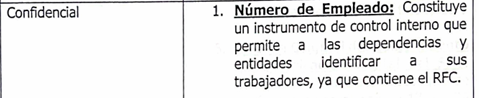 Confidencial
1. Número de Empleado: Constituye
un instrumento de control interno que
permite a las dependencias y
entidades identificar a sus
trabajadores, ya que contiene el RFC.